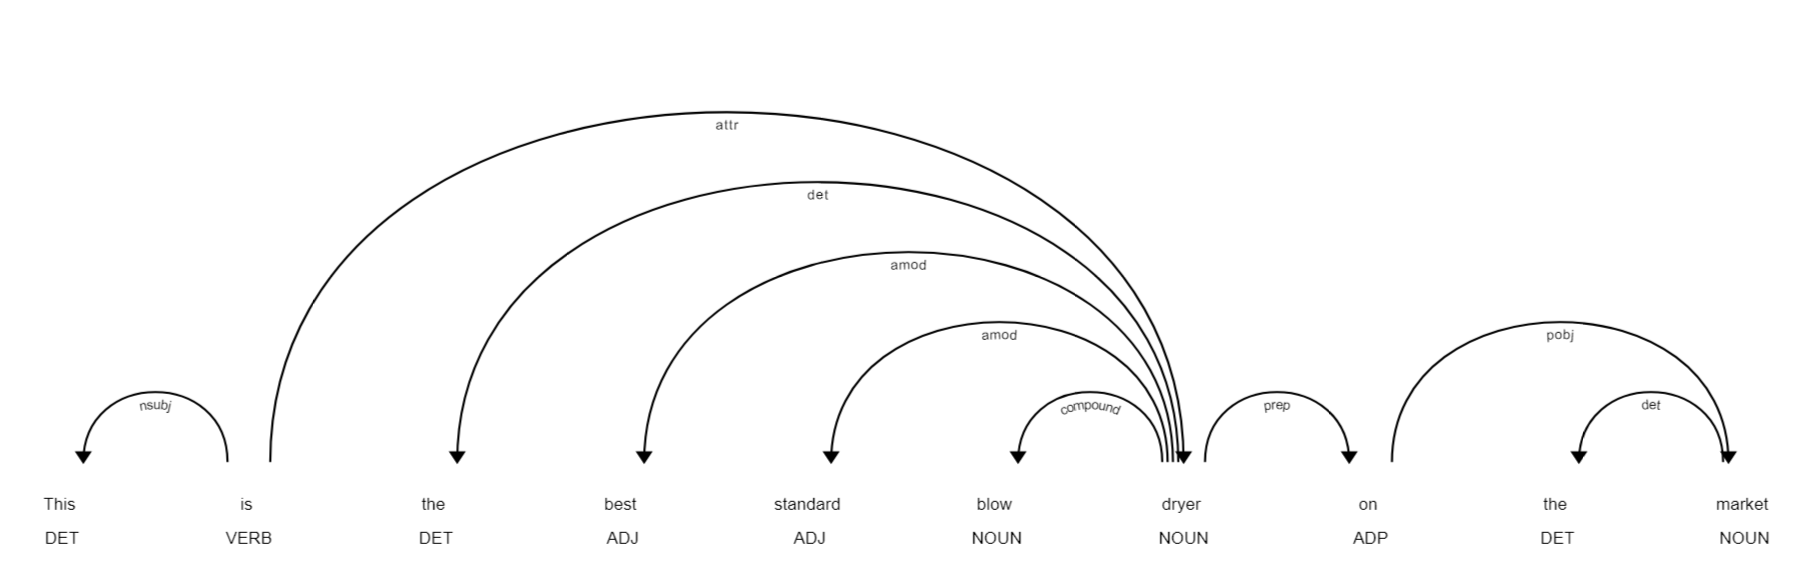 attr
det
amod
amod
pobj
nsubj
compound
prep
det
This is the best standard blow dryer on the market
DET VERB DET ADJ ADJ NOUN NOUN ADP DET NOUN